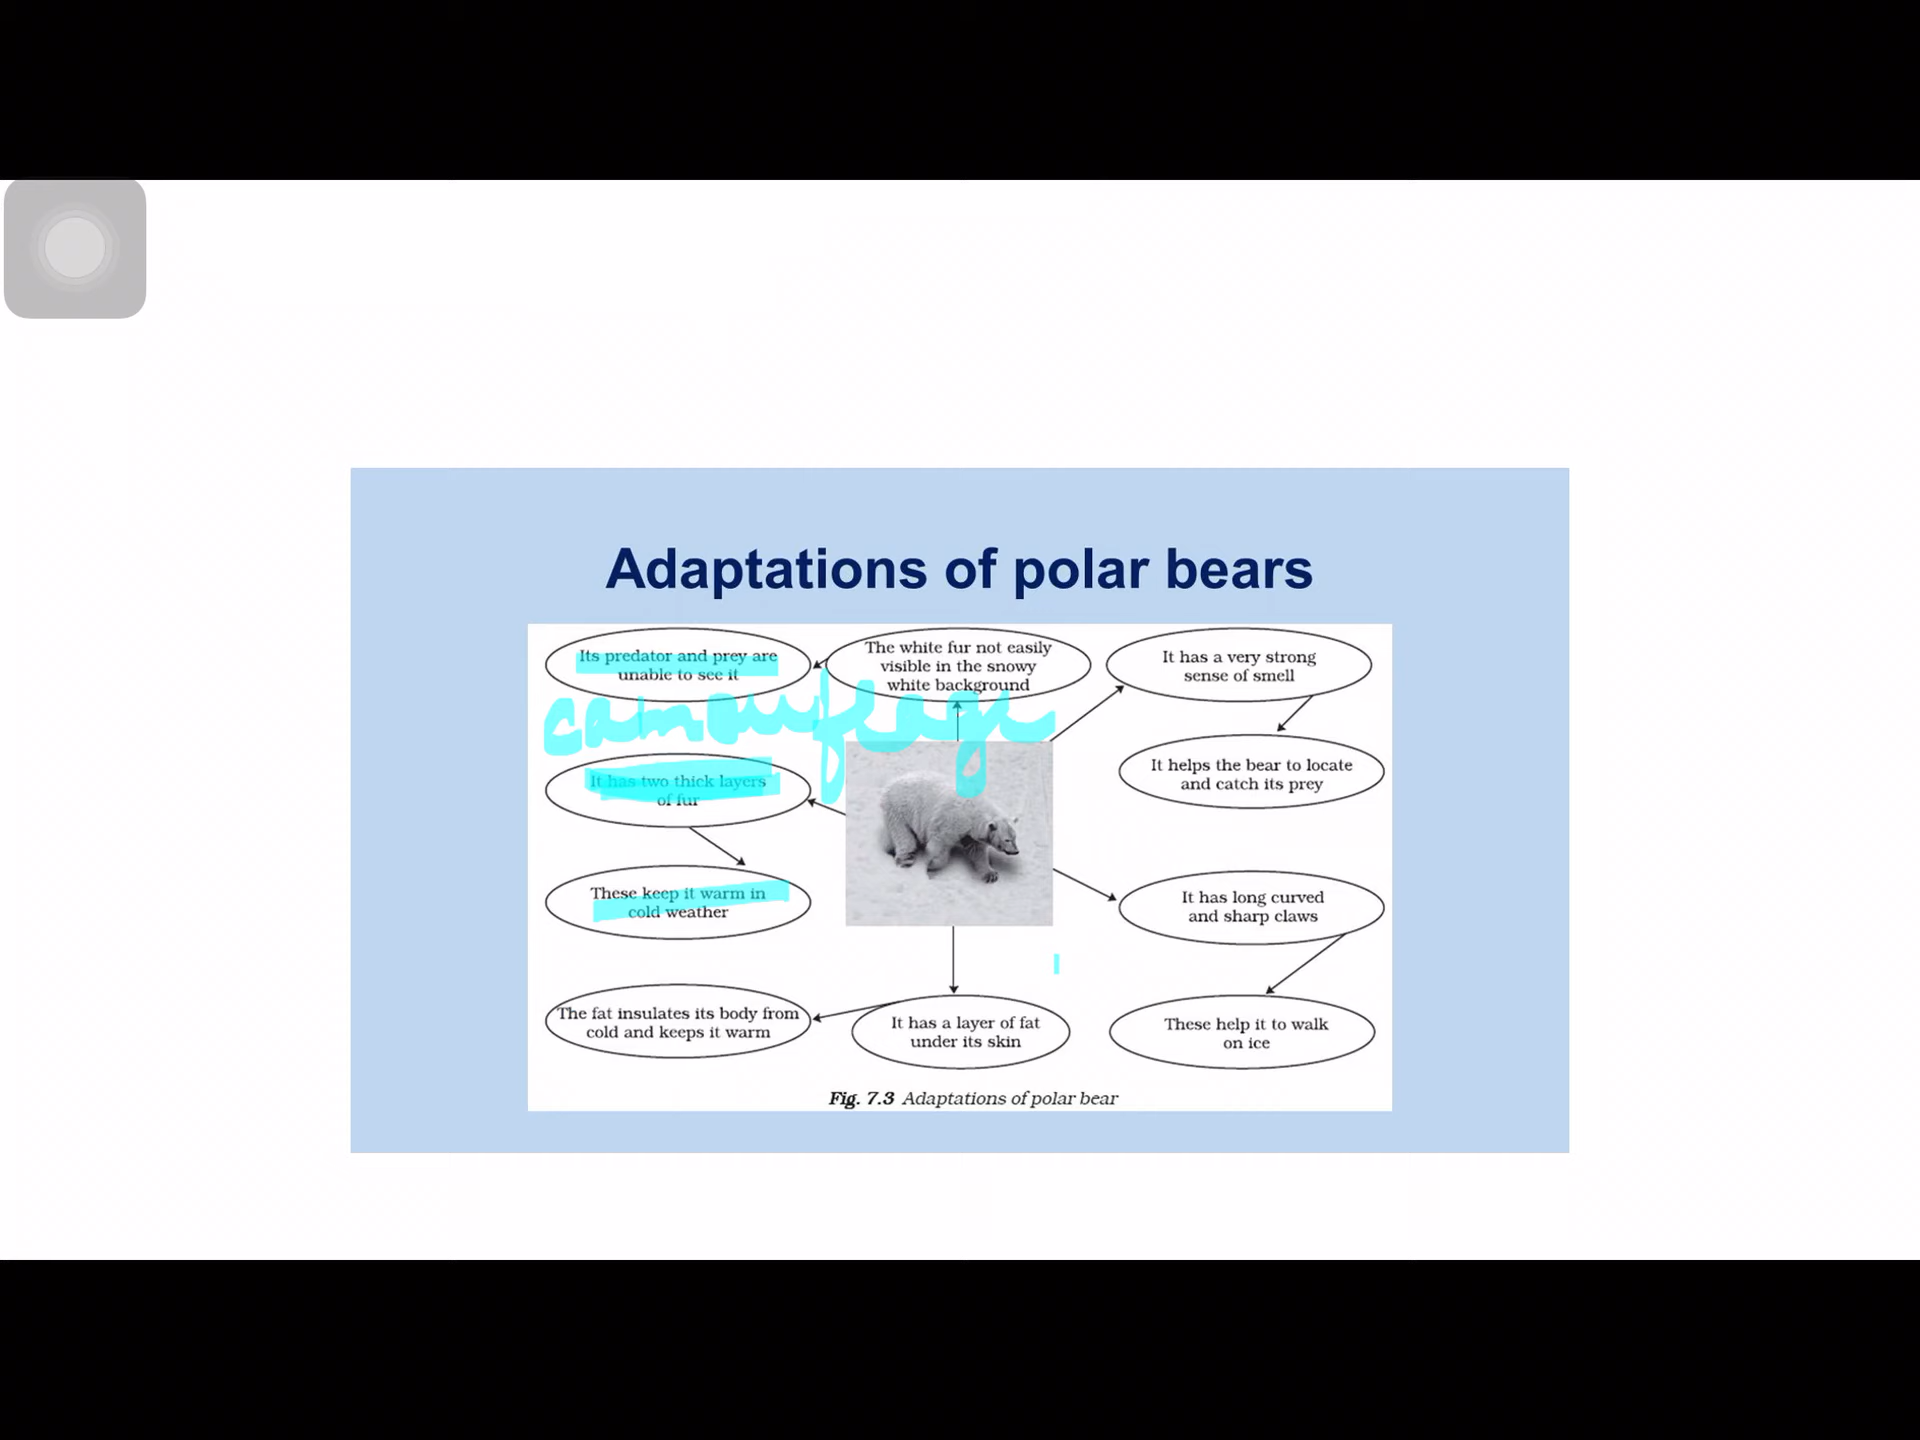 Adaptations of polar bears
Its predator and prey are
unable to see it
The white fur not easily
visible in the snowy
white background
It has a very strong
sense of smell
camouflage
It has two thick layers
of fur
It helps the bear to locate
and catch its prey
These keep it warm in
cold weather
It has long curved
and sharp claws
The fat insulates its body from
cold and keeps it warm
It has a layer of fat
under its skin
These help it to walk
on ice
Fig. 7.3 Adaptations of polar bear